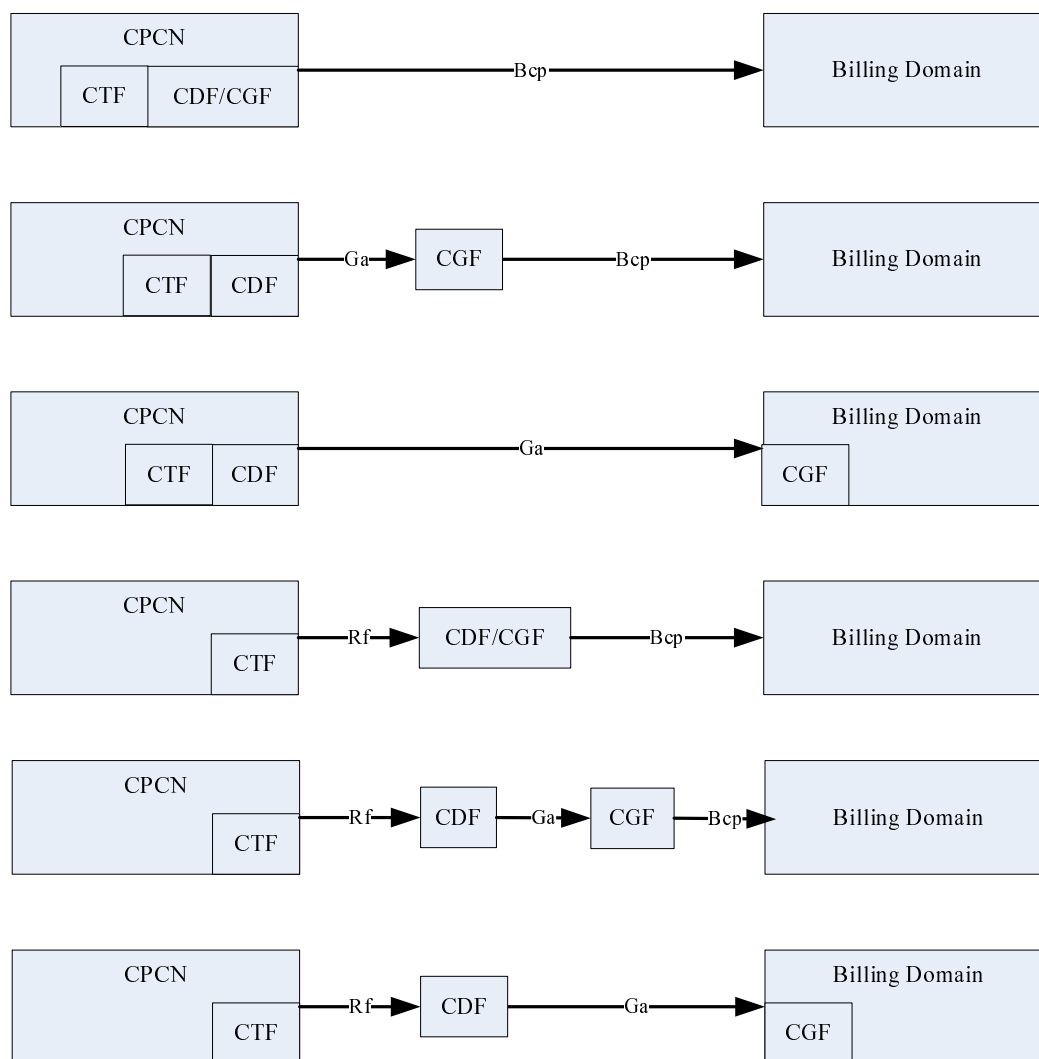 CPCN
CTF
CDF/CGF
Bcp
Billing Domain
CPCN
CTF
CDF
Ga
CGF
Bcp
Billing Domain
CPCN
CTF
CDF
Ga
Billing Domain
CGF
CPCN
CTF
Rf
CDF/CGF
Bcp
Billing Domain
CPCN
CTF
Rf
CDF
Ga
CGF
Bcp
Billing Domain
CPCN
CTF
Rf
CDF
Ga
Billing Domain
CGF